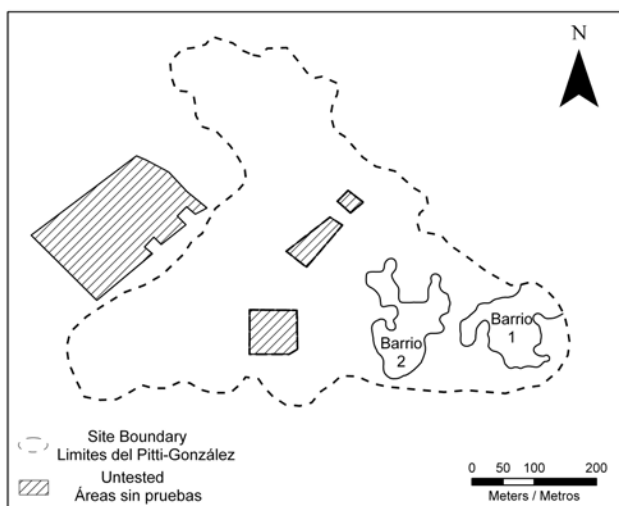 N
Barrio
1
Barrio
2
Site Boundary
Limites del Pitti-González
Untested
Áreas sin pruebas
0 50 100 200
Meters / Metros